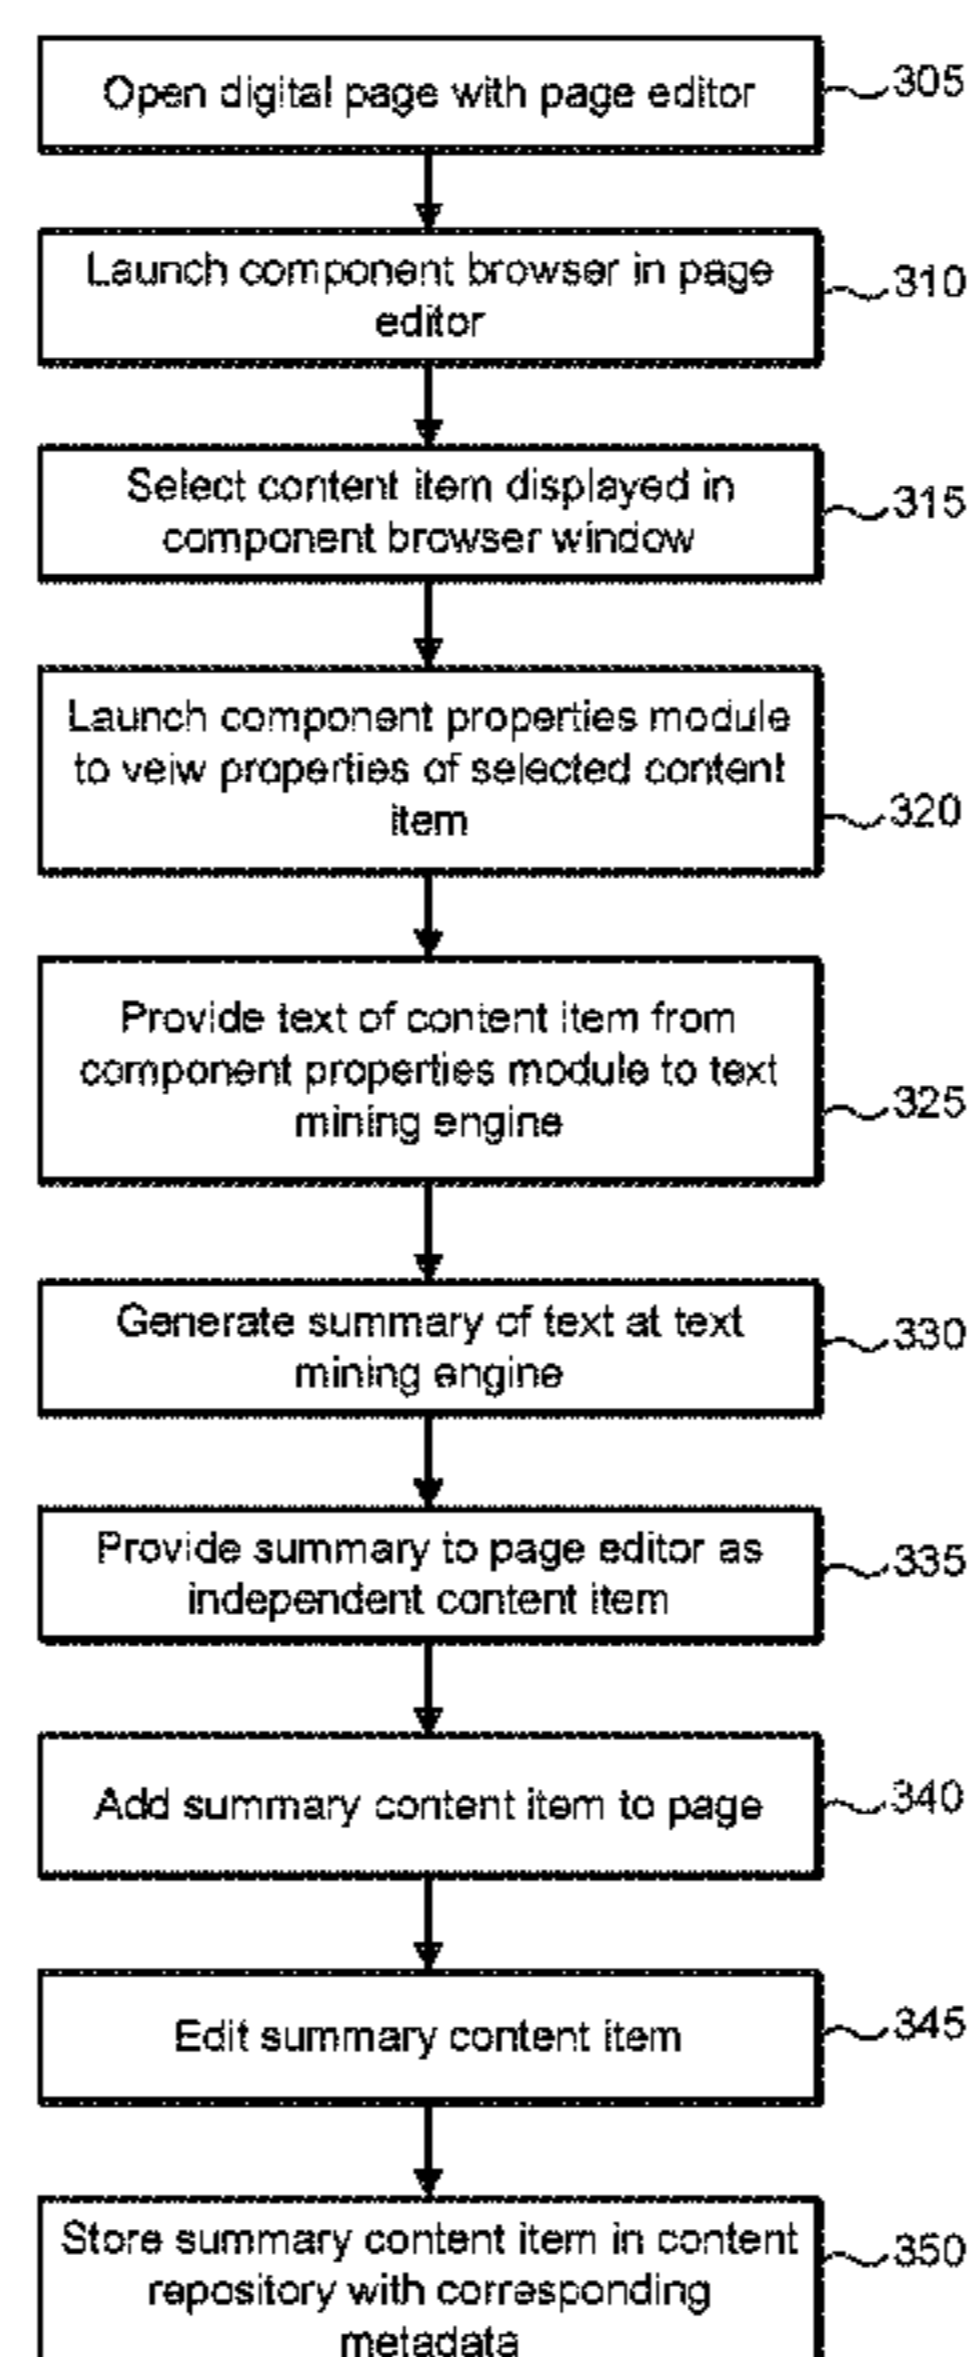 Open digital page with page editor
305
Launch component browser in page
editor
310
Select content item displayed in
component browser window
315
Launch component properties module
to veiw properties of selected content
item
320
Provide text of content item from
component properties module to text
mining engine
325
Generate summary of text at text
mining engine
330
Provide summary to page editor as
independent content item
335
Add summary content item to page
340
Edit summary content item
345
Store summary content item in content
repository with corresponding
metadata
350